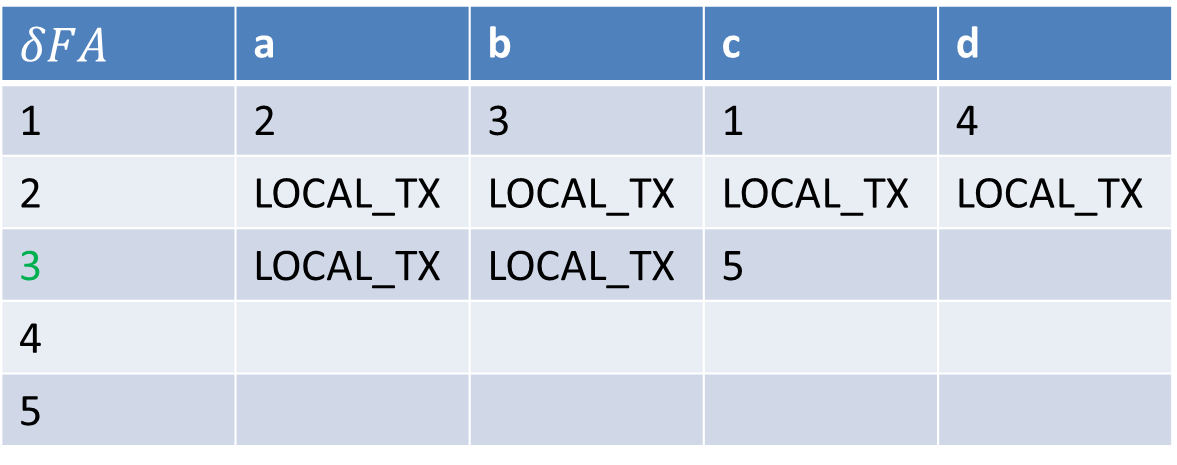 δFA a b c d
1 2 3 1 4
2 LOCAL_TX LOCAL_TX LOCAL_TX LOCAL_TX
3 LOCAL_TX LOCAL_TX 5
4
5